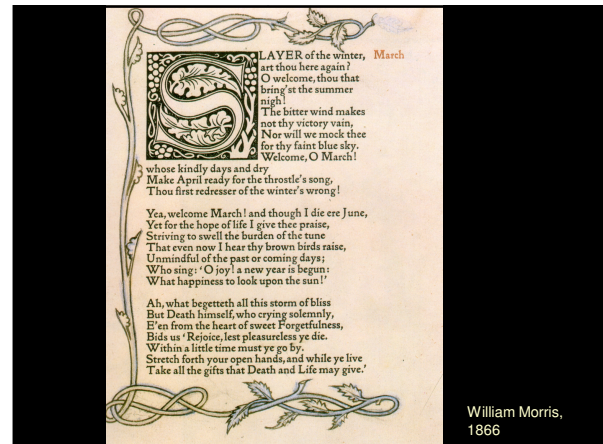 SLAYER of the winter, March
art thou here again?
O welcome, thou that
bring'st the summer
nigh!
The bitter wind makes
not thy victory vain,
Nor will we mock thee
for thy faint blue sky.
Welcome, O March!
whose kindly days and dry
Make April ready for the throstle's song,
Thou first redresser of the winter's wrong!
Yea, welcome March! and though I die ere June,
Yet for the hope of life I give thee praise,
Striving to swell the burden of the tune
That even now I hear thy brown birds raise,
Unmindful of the past or coming days;
Who sing: 'O joy! a new year is begun:
What happiness to look upon the sun!'
Ah, what begetteth all this storm of bliss
But Death himself, who crying solemnly,
E'en from the heart of sweet Forgetfulness,
Bids us 'Rejoice, lest pleasureless ye die.
Within a little time must ye go by.
Stretch forth your open hands, and while ye live
Take all the gifts that Death and Life may give.'
William Morris,
1866